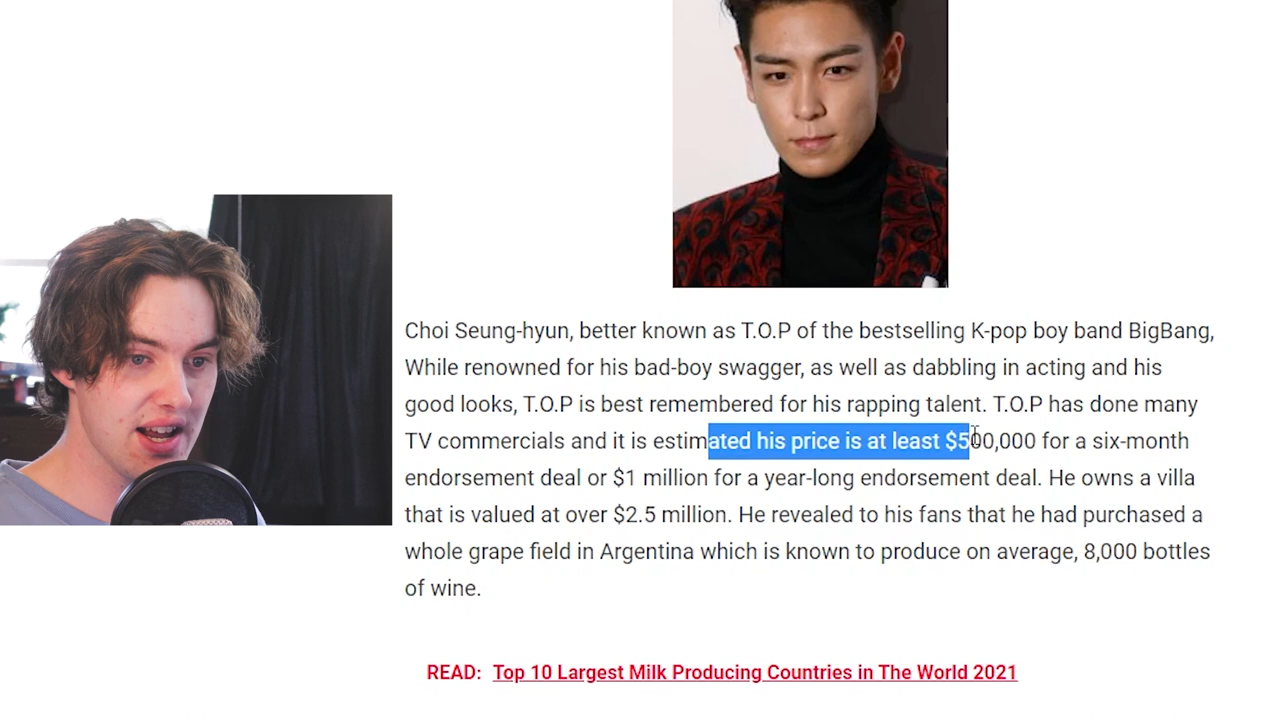 Choi Seung-hyun, better known as T.O.P of the bestselling K-pop boy band BigBang,
While renowned for his bad-boy swagger, as well as dabbling in acting and his
good looks, T.O.P is best remembered for his rapping talent. T.O.P has done many
TV commercials and it is estimated his price is at least $500,000 for a six-month
endorsement deal or $1 million for a year-long endorsement deal. He owns a villa
that is valued at over $2.5 million. He revealed to his fans that he had purchased a
whole grape field in Argentina which is known to produce on average, 8,000 bottles
of wine.
READ: Top 10 Largest Milk Producing Countries in The World 2021